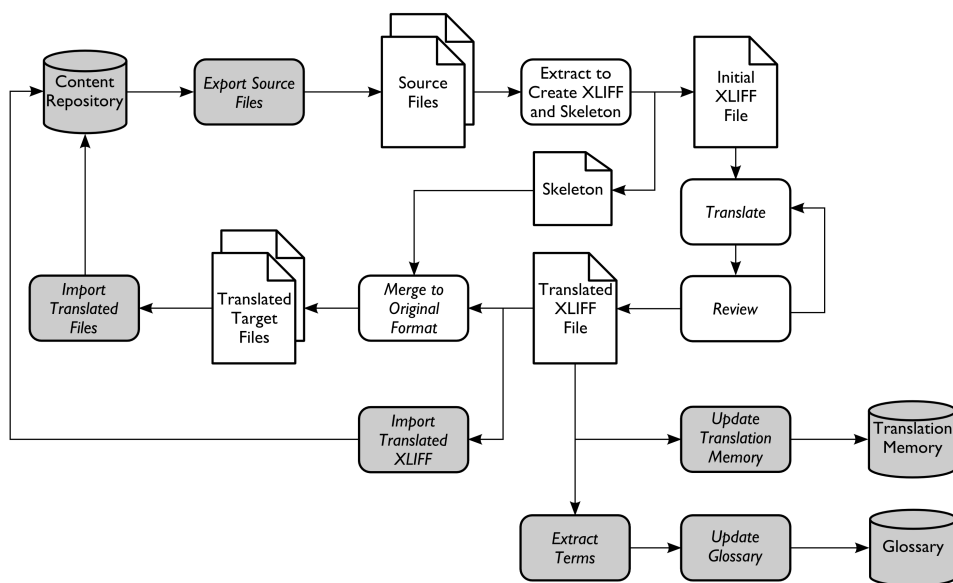 Content
Repository
Export Source
Files
Source
Files
Extract to
Create XLIFF
and Skeleton
Initial
XLIFF
File
Skeleton
Translate
Import
Translated
Files
Translated
Target
Files
Merge to
Original
Format
Translated
XLIFF
File
Review
Import
Translated
XLIFF
Update
Translation
Memory
Translation
Memory
Extract
Terms
Update
Glossary
Glossary